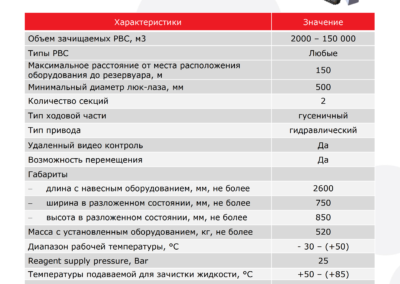 Характеристики Значение
Объем зачищаемых РВС, м3 2000 – 150 000
Типы РВС Любые
Максимальное расстояние от места расположения
оборудования до резервуара, м 150
Минимальный диаметр люк-лаза, мм 500
Количество секций 2
Тип ходовой части гусеничный
Тип привода гидравлический
Удаленный видео контроль Да
Возможность перемещения Да
Габариты
– длина с навесным оборудованием, мм, не более 2600
– ширина в разложенном состоянии, мм, не более 750
– высота в разложенном состоянии, мм, не более 850
Масса с установленным оборудованием, кг, не более 520
Диапазон рабочей температуры, °С - 30 – (+50)
Reagent supply pressure, Bar 25
Температуры подаваемой для зачистки жидкости, °С +50 – (+85)